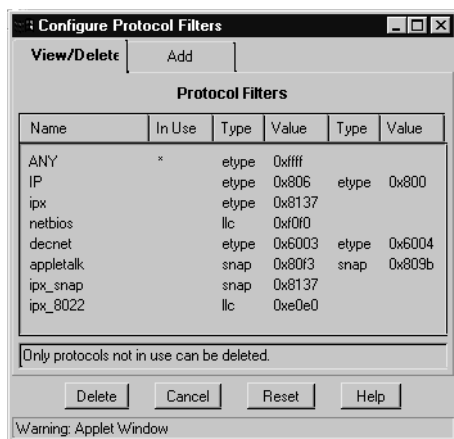 Configure Protocol Filters
View/Delete Add
Protocol Filters
Name In Use Type Value Type Value
ANY * etype 0xffff
IP etype 0x806 etype 0x800
ipx etype 0x8137
netbios llc 0xf0f0
decnet etype 0x6003 etype 0x6004
appletalk snap 0x80f3 snap 0x809b
ipx_snap snap 0x8137
ipx_8022 llc 0xe0e0
Only protocols not in use can be deleted.
Delete Cancel Reset Help
Warning: Applet Window